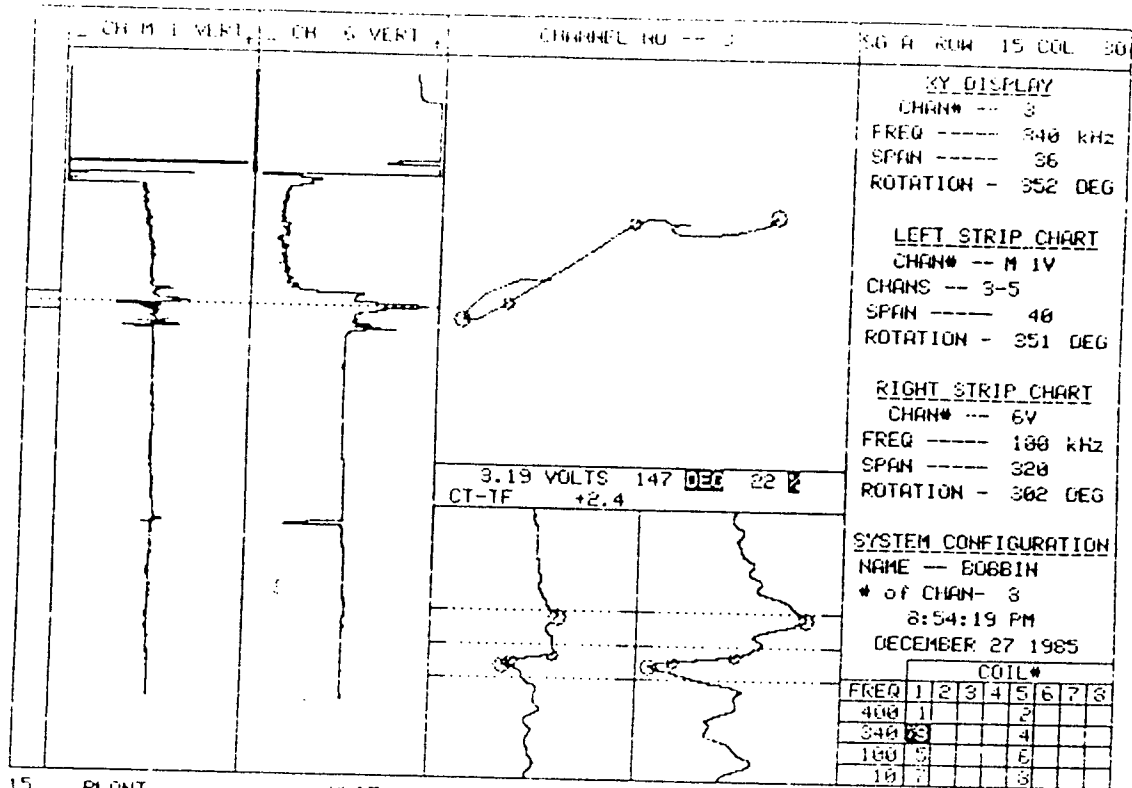 CH M 1 VERT
CH 6 VERT
CHANNEL NO -- 3
SG A ROW 15 COL 30
XY DISPLAY
CHAN# -- 3
FREQ ----- 340 kHz
SPAN ----- 36
ROTATION - 352 DEG
LEFT STRIP CHART
CHAN# -- M 1V
CHANS -- 3-5
SPAN ----- 40
ROTATION - 351 DEG
RIGHT STRIP CHART
CHAN# --- 6V
FREQ ----- 100 kHz
SPAN ----- 320
ROTATION - 302 DEG
3.19 VOLTS 147 DEG 22 %
CT-TF +2.4
SYSTEM CONFIGURATION
NAME -- BOBBIN
# of CHAN- 8
8:54:19 PM
DECEMBER 27 1985
COIL#
FREQ 1 2 3 4 5 6 7 8
400 1 2
340 3 4
100 5 6
10 7 8
15 PLANT